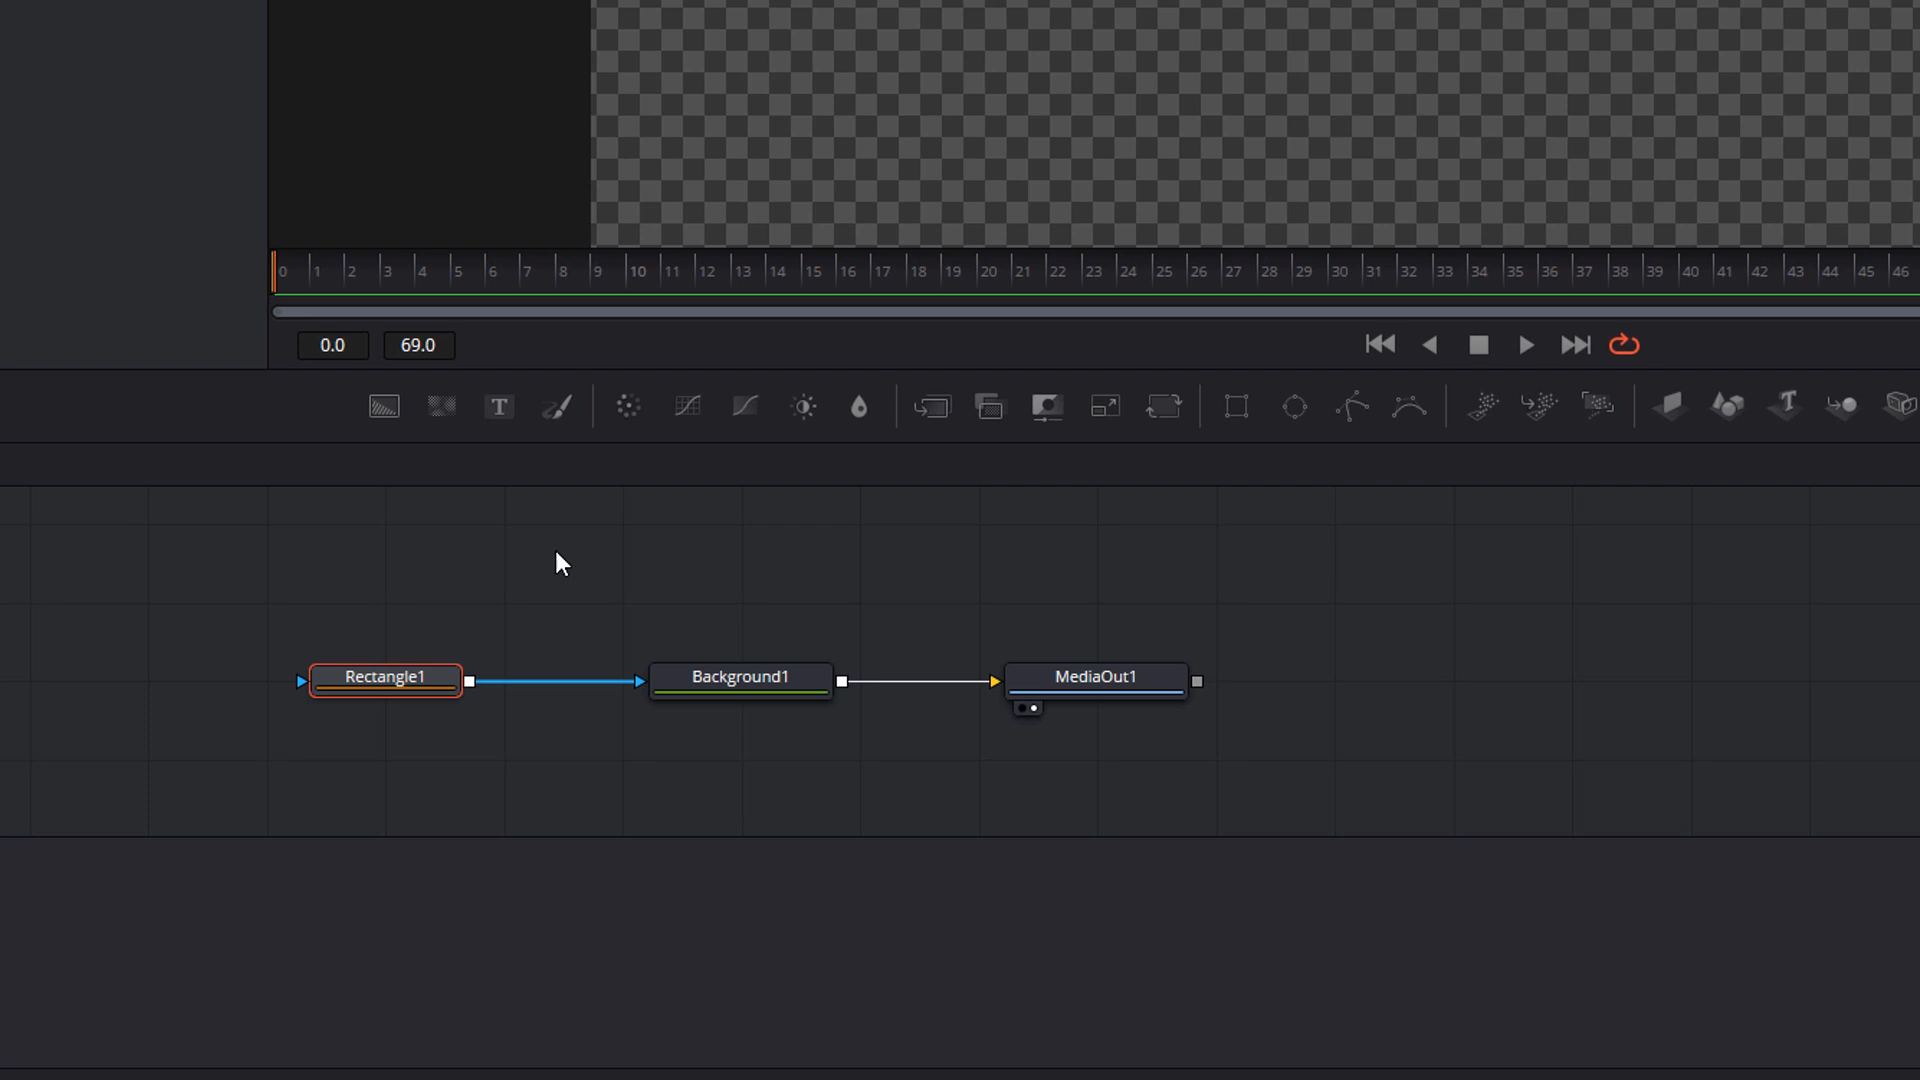 0 1 2 3 4 5 6 7 8 9 10 11 12 13 14 15 16 17 18 19 20 21 22 23 24 25 26 27 28 29 30 31 32 33 34 35 36 37 38 39 40 41 42 43 44 45 46
0.0 69.0
T T
Rectangle1 Background1 MediaOut1